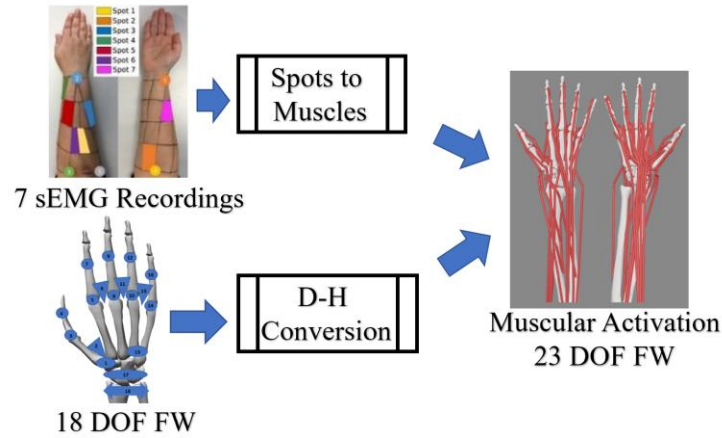 Spot 1
Spot 2
Spot 3
Spot 4
Spot 5
Spot 6
Spot 7
Spots to
Muscles
7 sEMG Recordings
D-H
Conversion
18 DOF FW
Muscular Activation
23 DOF FW